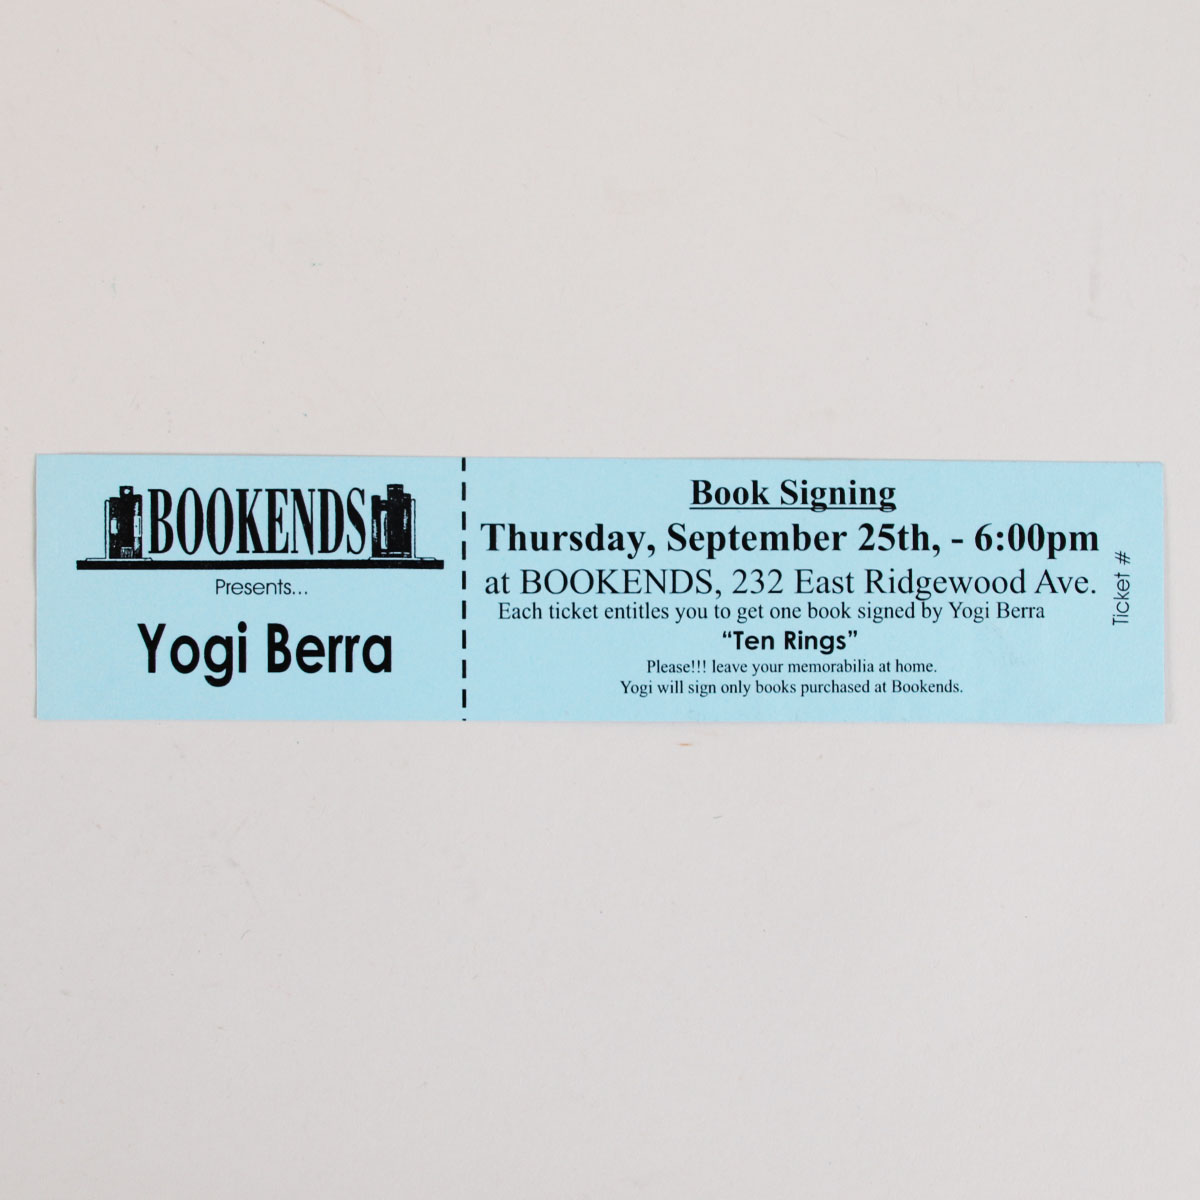 BOOKENDS
Presents...
Yogi Berra
Book Signing
Thursday, September 25th, - 6:00pm
at BOOKENDS, 232 East Ridgewood Ave.
Each ticket entitles you to get one book signed by Yogi Berra
“Ten Rings”
Please!!! leave your memorabilia at home.
Yogi will sign only books purchased at Bookends.
Ticket #